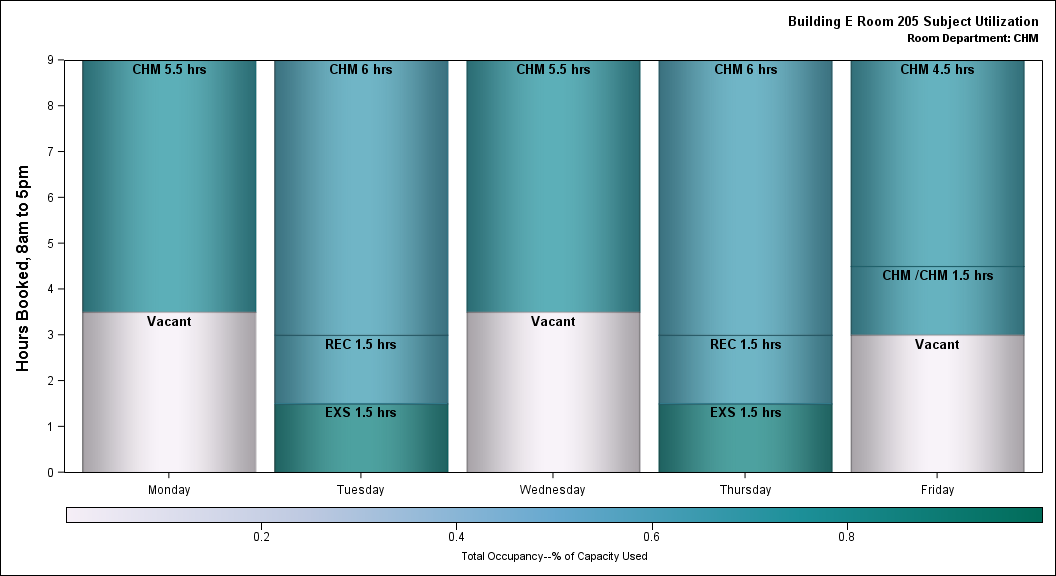 Building E Room 205 Subject Utilization
Room Department: CHM
Hours Booked, 8am to 5pm
9
8
7
6
5
4
3
2
1
0
CHM 5.5 hrs
Vacant
CHM 6 hrs
REC 1.5 hrs
EXS 1.5 hrs
CHM 5.5 hrs
Vacant
CHM 6 hrs
REC 1.5 hrs
EXS 1.5 hrs
CHM 4.5 hrs
CHM /CHM 1.5 hrs
Vacant
Monday Tuesday Wednesday Thursday Friday
0.2 0.4 0.6 0.8
Total Occupancy--% of Capacity Used